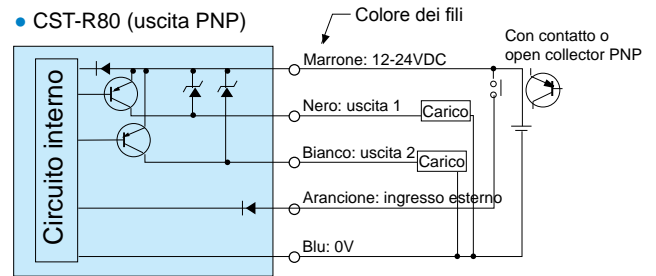 • CST-R80 (uscita PNP)
Colore dei fili
Con contatto o
open collector PNP
Marrone: 12-24VDC
Nero: uscita 1
Carico
Bianco: uscita 2
Carico
Arancione: ingresso esterno
Blu: 0V
Circuito interno